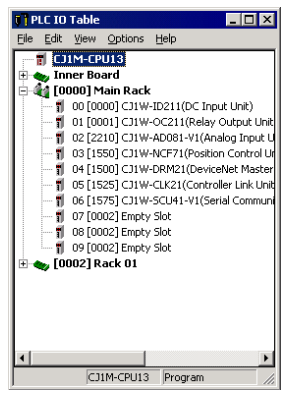 PLC IO Table
File Edit View Options Help
CJ1M-CPU13
Inner Board
[0000] Main Rack
00 [0000] CJ1W-ID211(DC Input Unit)
01 [0001] CJ1W-OC211(Relay Output Unit
02 [2210] CJ1W-AD081-V1(Analog Input U
03 [1550] CJ1W-NCF71(Position Control Un
04 [1500] CJ1W-DRM21(DeviceNet Master
05 [1525] CJ1W-CLK21(Controller Link Unit
06 [1575] CJ1W-SCU41-V1(Serial Communi
07 [0002] Empty Slot
08 [0002] Empty Slot
09 [0002] Empty Slot
[0002] Rack 01
CJ1M-CPU13 Program